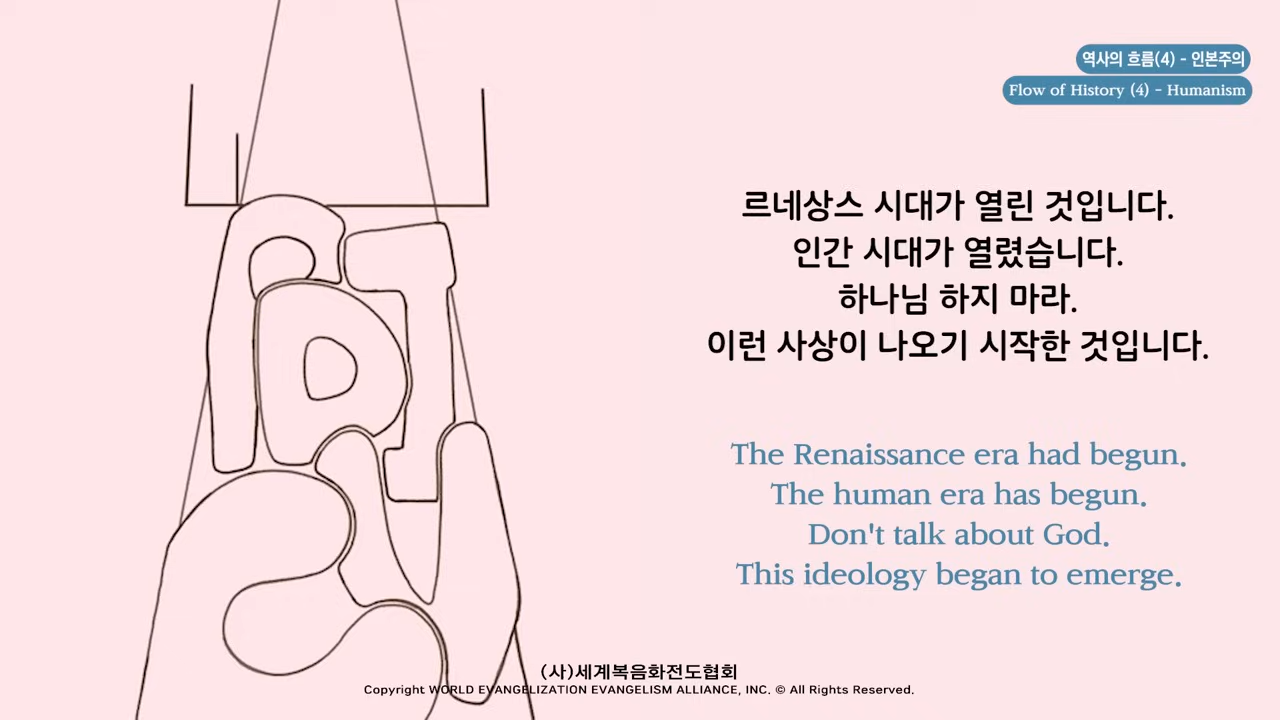 역사의 흐름(4) - 인본주의
Flow of History (4) - Humanism
르네상스 시대가 열린 것입니다.
인간 시대가 열렸습니다.
하나님 하지 마라.
이런 사상이 나오기 시작한 것입니다.
The Renaissance era had begun.
The human era has begun.
Don't talk about God.
This ideology began to emerge.
(사)세계복음화전도협회
Copyright WORLD EVANGELIZATION EVANGELISM ALLIANCE, INC. © All Rights Reserved.